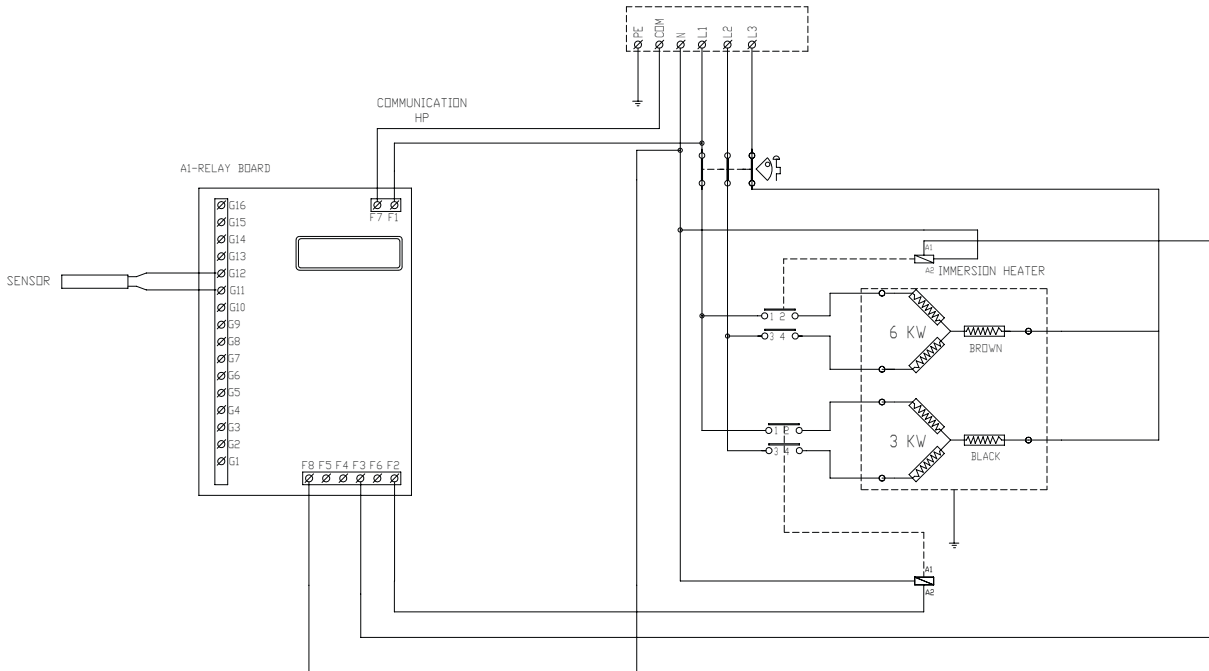 PE
COM
N
L1
L2
L3
COMMUNICATION
HP
A1-RELAY BOARD
F7 F1
G16
G15
G14
G13
G12
G11
G10
G9
G8
G7
G6
G5
G4
G3
G2
G1
SENSOR
F8 F5 F4 F3 F6 F2
A1
A2 IMMERSION HEATER
1 2
3 4
6 KW
BROWN
1 2
3 4
3 KW
BLACK
A1
A2